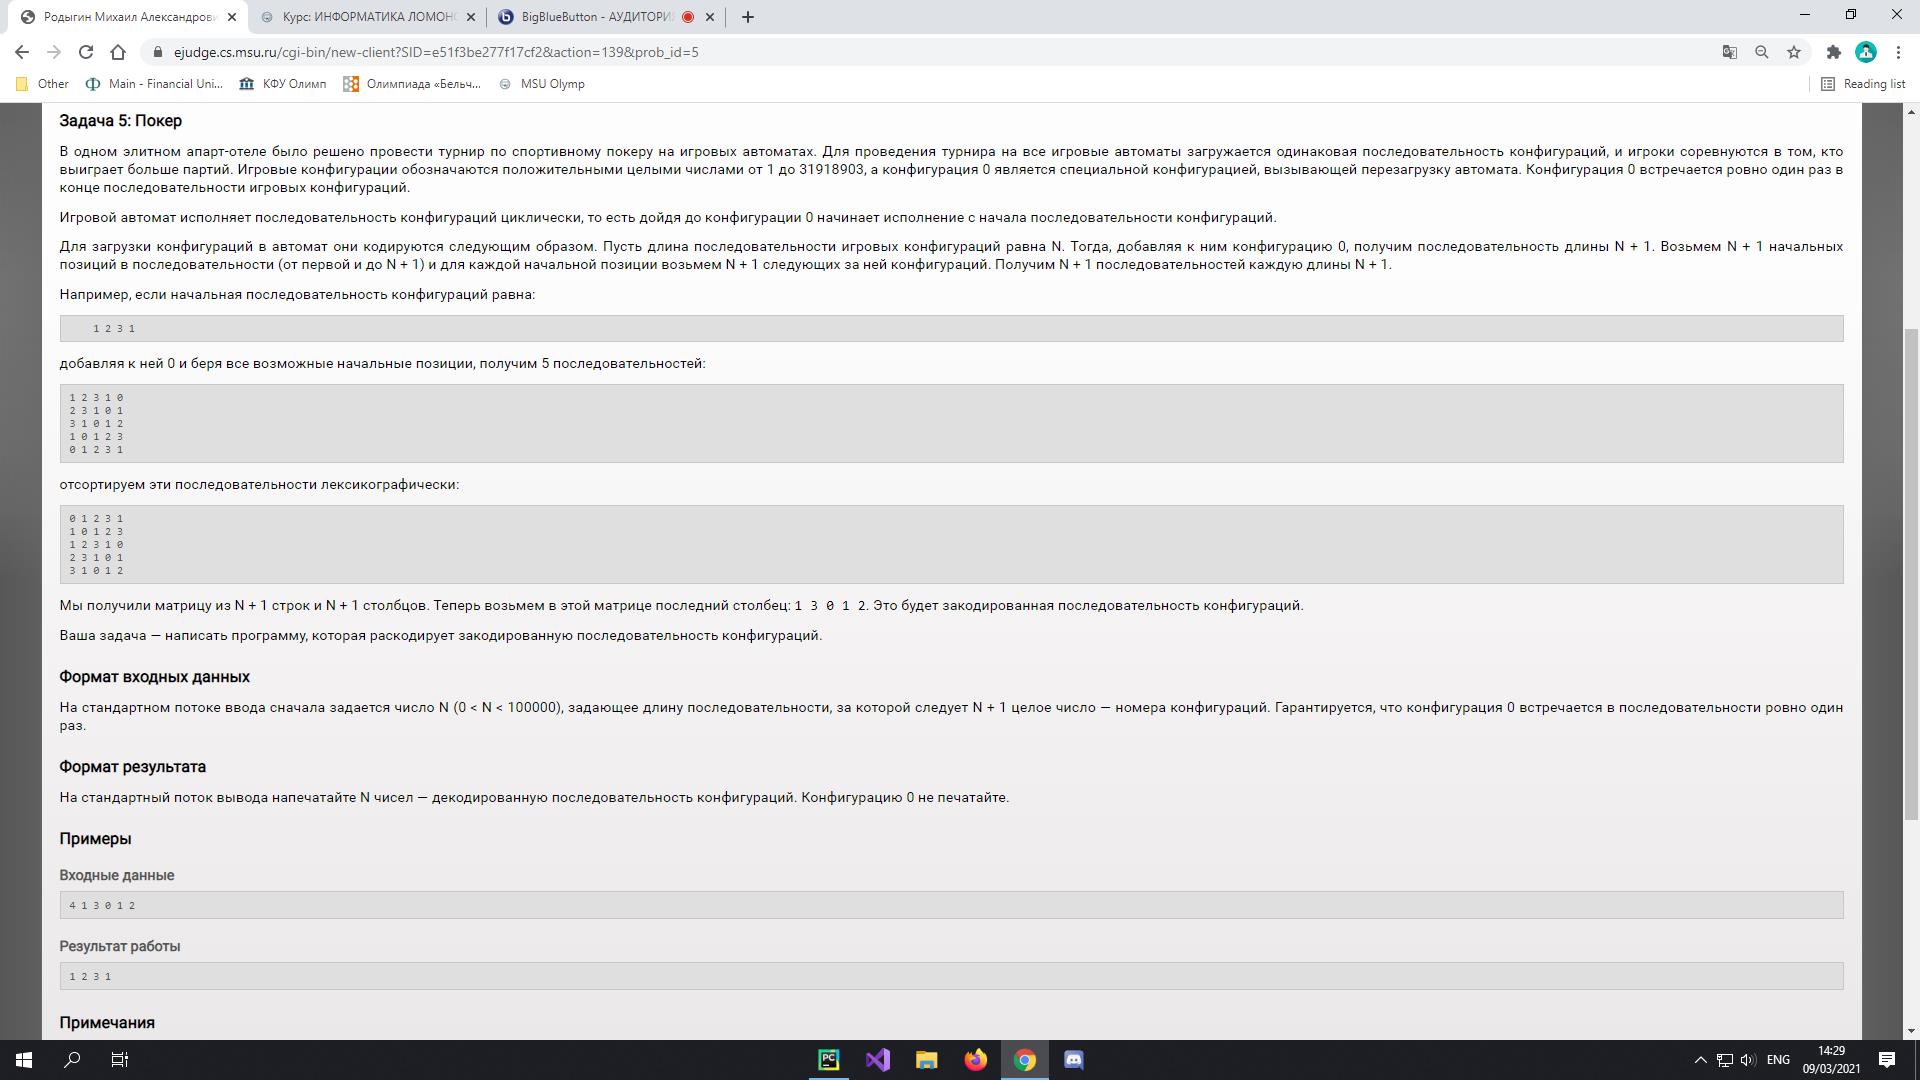 Родыгин Михаил Александрович
Курс: ИНФОРМАТИКА ЛОМОНО
BigBlueButton - АУДИТОРИ
ejudge.cs.msu.ru/cgi-bin/new-client?SID=e51f3be277f17cf2&action=139&prob_id=5
Other
Main - Financial Uni...
КФУ Олимп
Олимпиада «Бельч...
MSU Olymp
Reading list
Задача 5: Покер
В одном элитном апарт-отеле было решено провести турнир по спортивному покеру на игровых автоматах. Для проведения турнира на все игровые автоматы загружается одинаковая последовательность конфигураций, и игроки соревнуются в том, кто
выиграет больше партий. Игровые конфигурации обозначаются положительными целыми числами от 1 до 31918903, а конфигурация 0 является специальной конфигурацией, вызывающей перезагрузку автомата. Конфигурация 0 встречается ровно один раз в
конце последовательности игровых конфигураций.
Игровой автомат исполняет последовательность конфигураций циклически, то есть дойдя до конфигурации 0 начинает исполнение с начала последовательности конфигураций.
Для загрузки конфигураций в автомат они кодируются следующим образом. Пусть длина последовательности игровых конфигураций равна N. Тогда, добавляя к ним конфигурацию 0, получим последовательность длины N + 1. Возьмем N + 1 начальных
позиций в последовательности (от первой и до N + 1) и для каждой начальной позиции возьмем N + 1 следующих за ней конфигураций. Получим N + 1 последовательностей каждую длины N + 1.
Например, если начальная последовательность конфигураций равна:
1 2 3 1
добавляя к ней 0 и беря все возможные начальные позиции, получим 5 последовательностей:
1 2 3 1 0
2 3 1 0 1
3 1 0 1 2
1 0 1 2 3
0 1 2 3 1
отсортируем эти последовательности лексикографически:
0 1 2 3 1
1 0 1 2 3
1 2 3 1 0
2 3 1 0 1
3 1 0 1 2
Мы получили матрицу из N + 1 строк и N + 1 столбцов. Теперь возьмем в этой матрице последний столбец: 1 3 0 1 2. Это будет закодированная последовательность конфигураций.
Ваша задача — написать программу, которая раскодирует закодированную последовательность конфигураций.
Формат входных данных
На стандартном потоке ввода сначала задается число N (0 < N < 100000), задающее длину последовательности, за которой следует N + 1 целое число — номера конфигураций. Гарантируется, что конфигурация 0 встречается в последовательности ровно один
раз.
Формат результата
На стандартный поток вывода напечатайте N чисел — декодированную последовательность конфигураций. Конфигурацию 0 не печатайте.
Примеры
Входные данные
4 1 3 0 1 2
Результат работы
1 2 3 1
Примечания
PC
ENG
14:29
09/03/2021